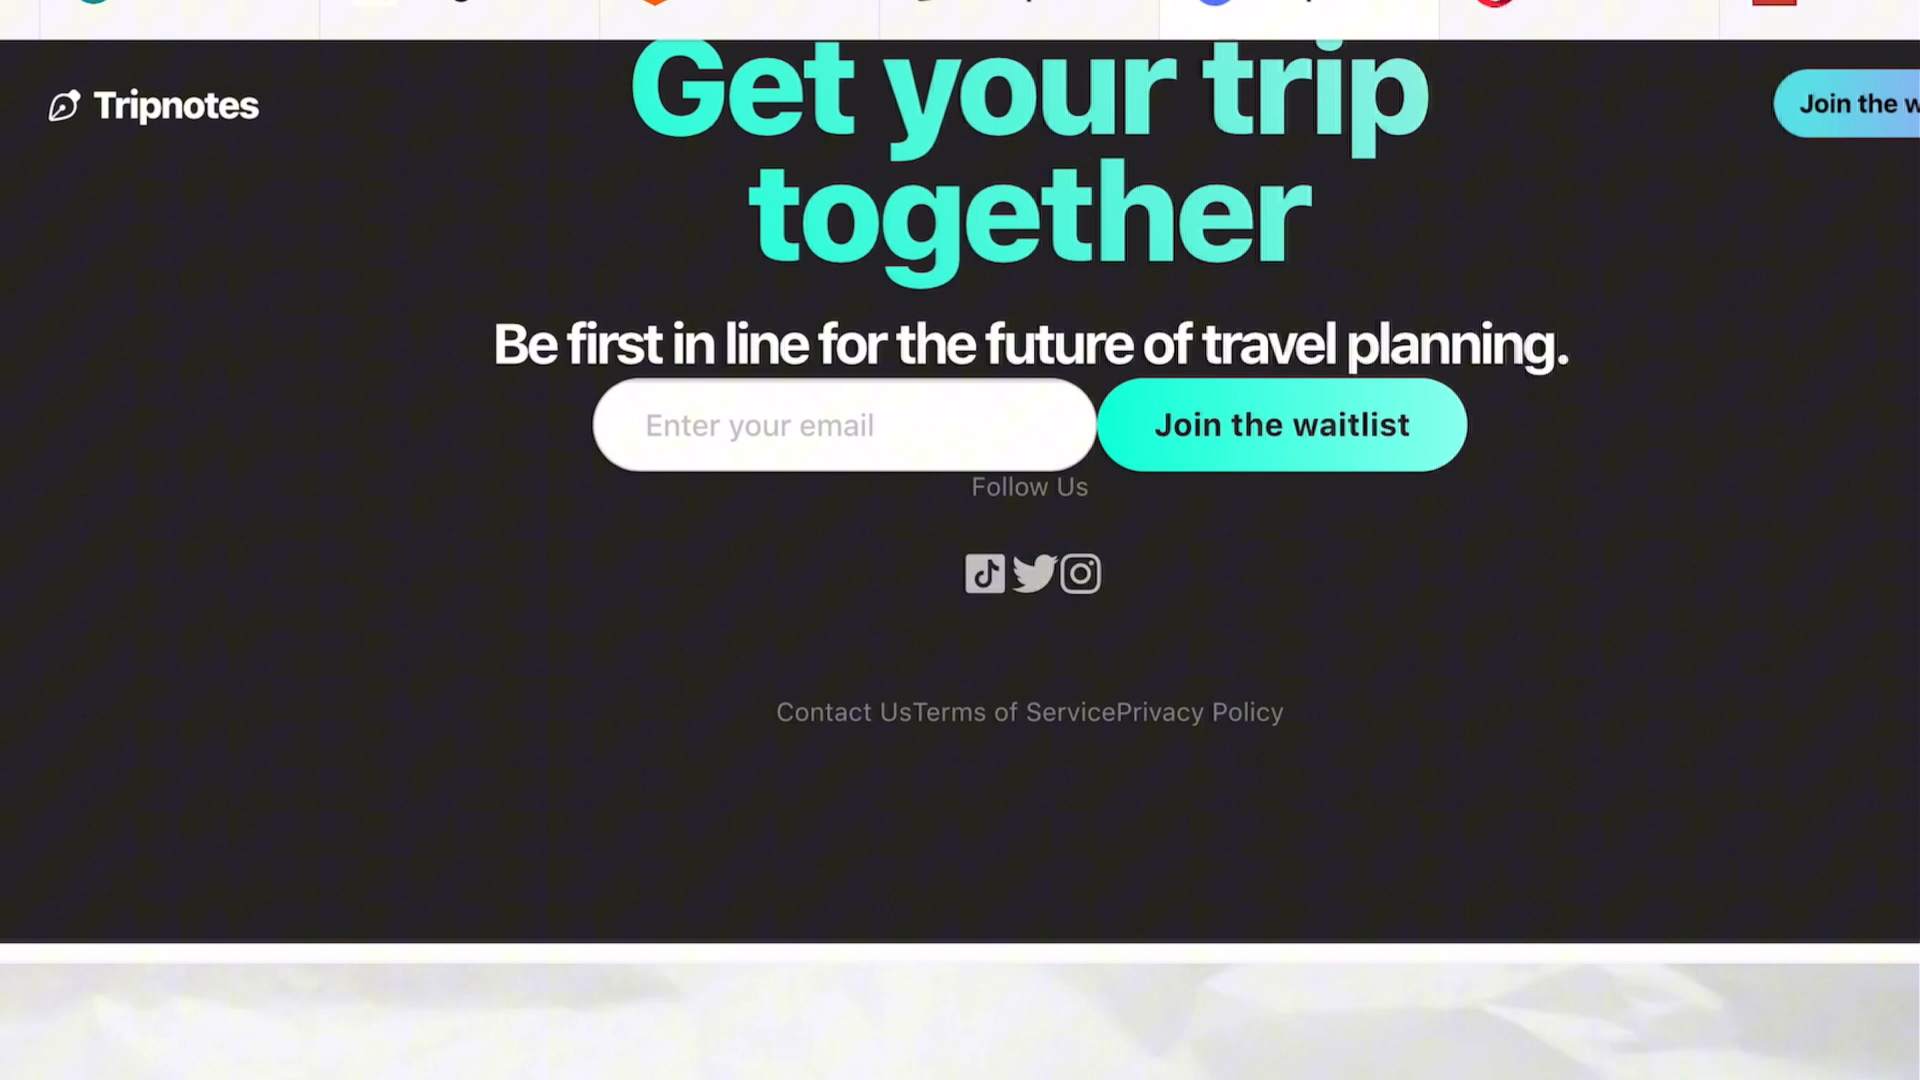 Tripnotes
Get your trip
together
Join the w
Be first in line for the future of travel planning.
Enter your email
Join the waitlist
Follow Us
Contact UsTerms of ServicePrivacy Policy